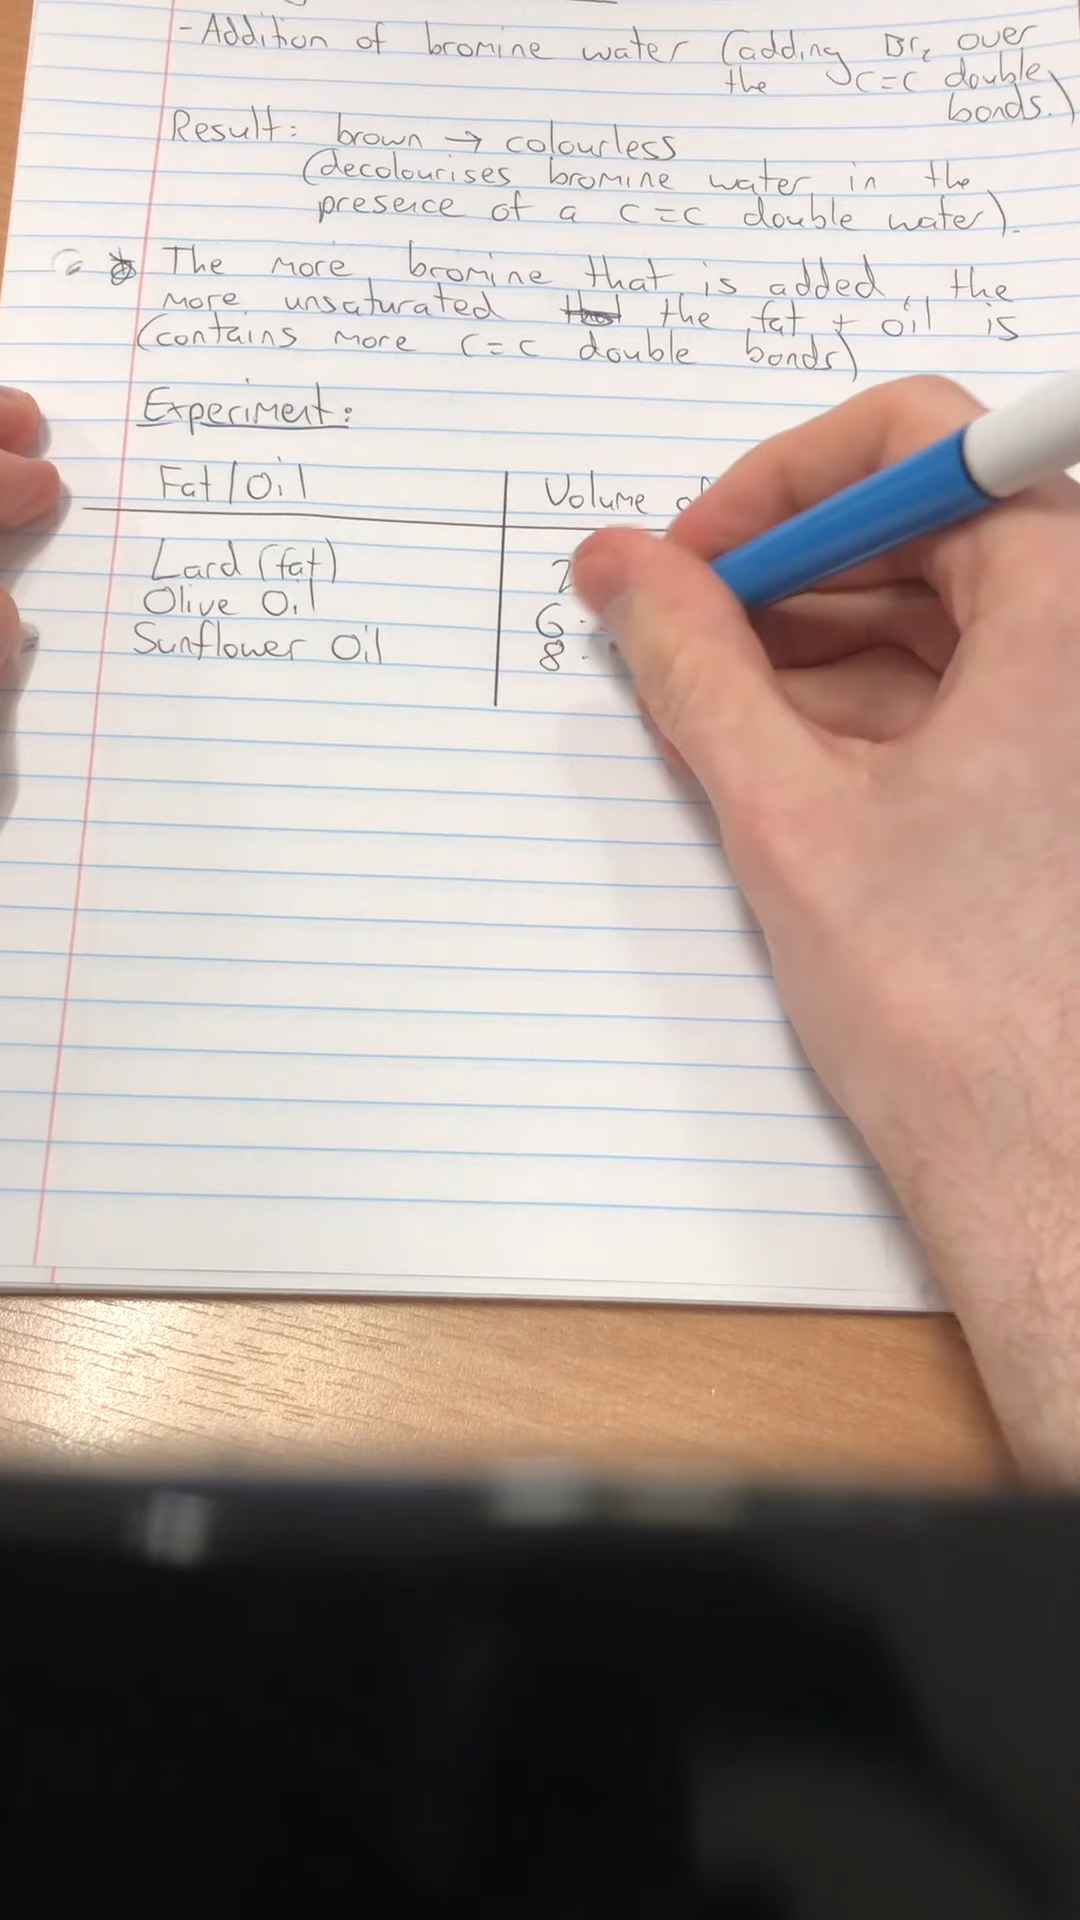 - Addition of bromine water (adding Br₂ over
the C=C double
bonds.)
Result: brown → colourless
(decolourises bromine water in the
presence of a C=C double water).
* The more bromine that is added, the
more unsaturated the fat + oil is
(contains more C=C double bonds)
Experiment:
Fat/Oil Volume of
Lard (fat) 2
Olive Oil 6.
Sunflower Oil 8.